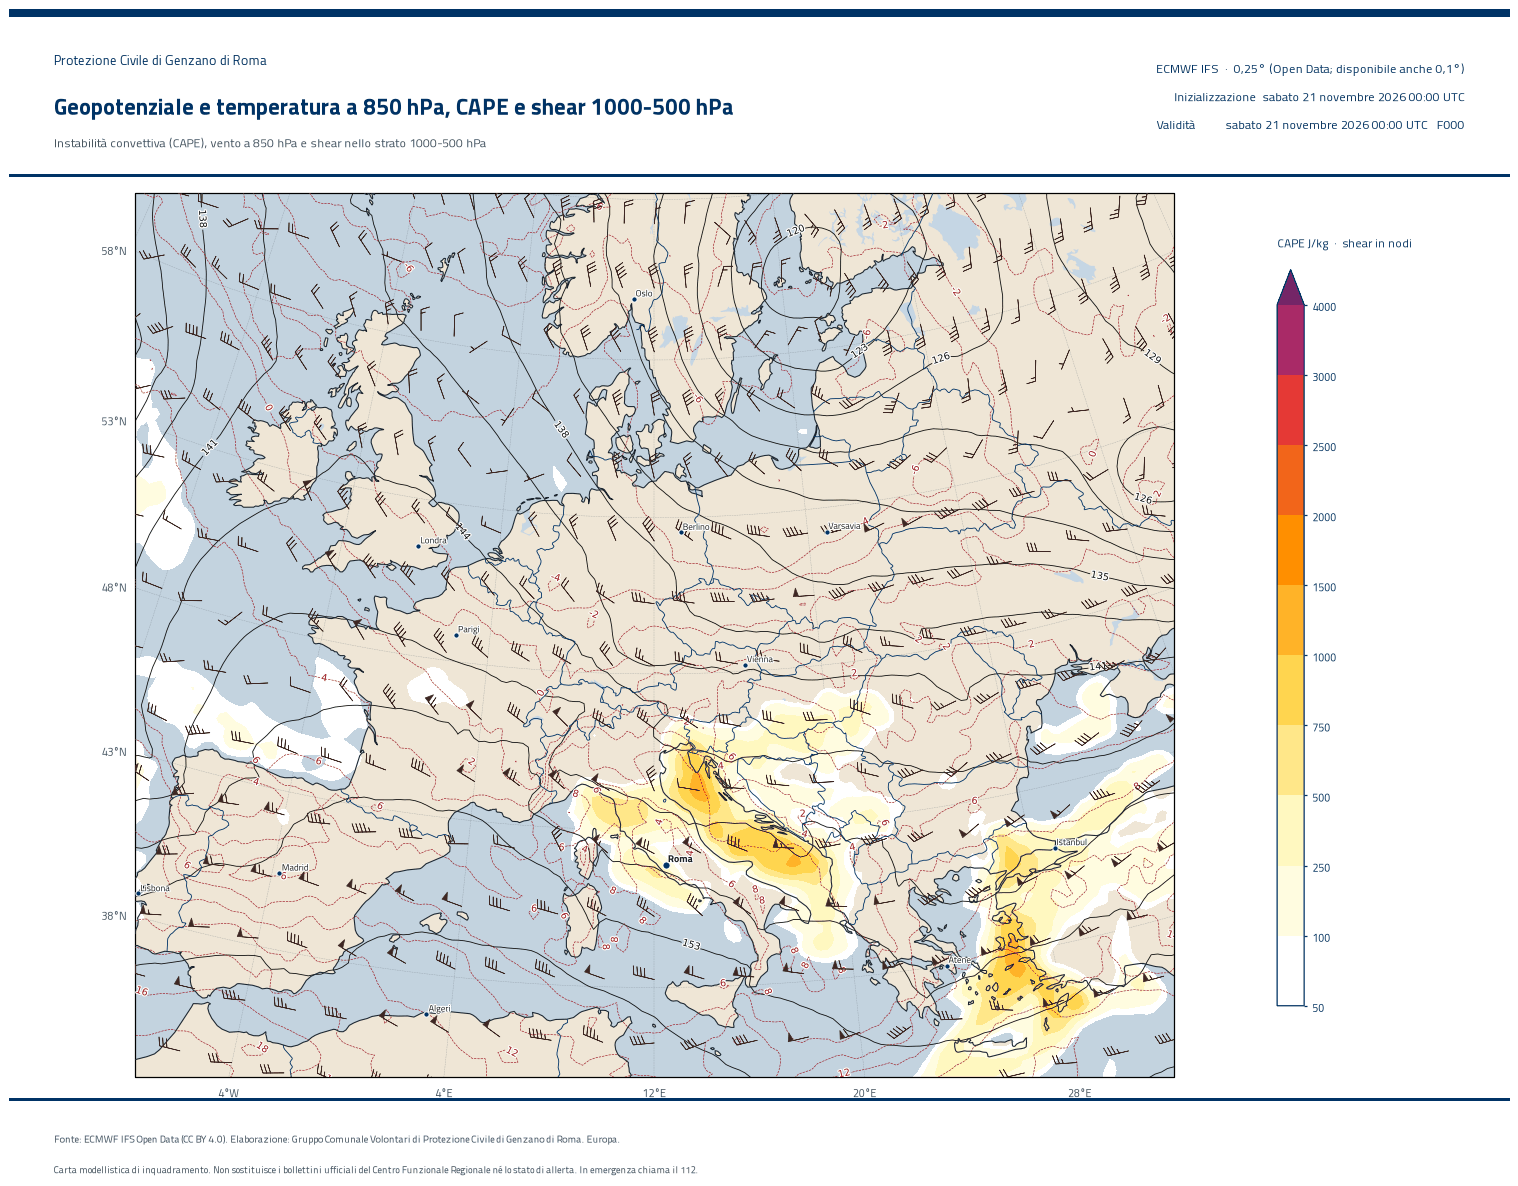 Protezione Civile di Genzano di Roma
Geopotenziale e temperatura a 850 hPa, CAPE e shear 1000-500 hPa
Instabilità convettiva (CAPE), vento a 850 hPa e shear nello strato 1000-500 hPa
ECMWF IFS · 0,25° (Open Data; disponibile anche 0,1°)
Inizializzazione sabato 21 novembre 2026 00:00 UTC
Validità sabato 21 novembre 2026 00:00 UTC F000
58°N
53°N
48°N
43°N
38°N
138
120
Oslo
123
126
129
141
138
144
126
Londra
Berlino
Varsavia
135
Parigi
Vienna
141
Roma
Istanbul
Madrid
Lisbona
153
Atene
Algeri
16
18
12
12
4°W
4°E
12°E
20°E
28°E
CAPE J/kg · shear in nodi
4000
3000
2500
2000
1500
1000
750
500
250
100
50
Fonte: ECMWF IFS Open Data (CC BY 4.0). Elaborazione: Gruppo Comunale Volontari di Protezione Civile di Genzano di Roma. Europa.
Carta modellistica di inquadramento. Non sostituisce i bollettini ufficiali del Centro Funzionale Regionale né lo stato di allerta. In emergenza chiama il 112.